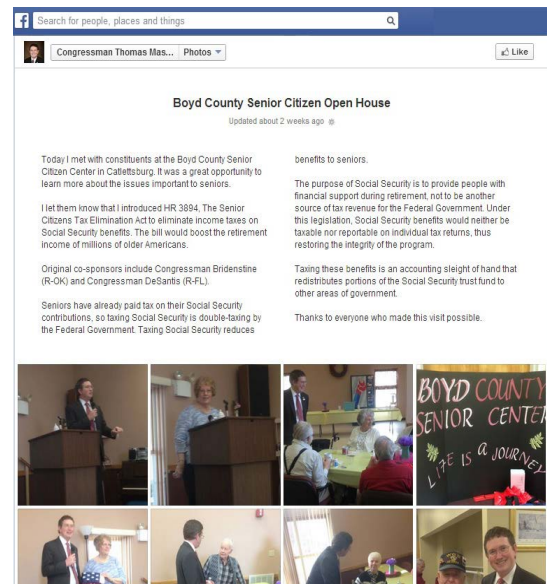 f
Search for people, places and things
Congressman Thomas Mas...
Photos
Like
Boyd County Senior Citizen Open House
Updated about 2 weeks ago
Today I met with constituents at the Boyd County Senior
Citizen Center in Catlettsburg. It was a great opportunity to
learn more about the issues important to seniors.
I let them know that I introduced HR 3894, The Senior
Citizens Tax Elimination Act to eliminate income taxes on
Social Security benefits. The bill would boost the retirement
income of millions of older Americans.
Original co-sponsors include Congressman Bridenstine
(R-OK) and Congressman DeSantis (R-FL).
Seniors have already paid tax on their Social Security
contributions, so taxing Social Security is double-taxing by
the Federal Government. Taxing Social Security reduces
benefits to seniors.
The purpose of Social Security is to provide people with
financial support during retirement, not to be another
source of tax revenue for the Federal Government. Under
this legislation, Social Security benefits would neither be
taxable nor reportable on individual tax returns, thus
restoring the integrity of the program.
Taxing these benefits is an accounting sleight of hand that
redistributes portions of the Social Security trust fund to
other areas of government.
Thanks to everyone who made this visit possible.
BOYD COUNTY
SENIOR CENTER
LIFE IS A JOURNEY